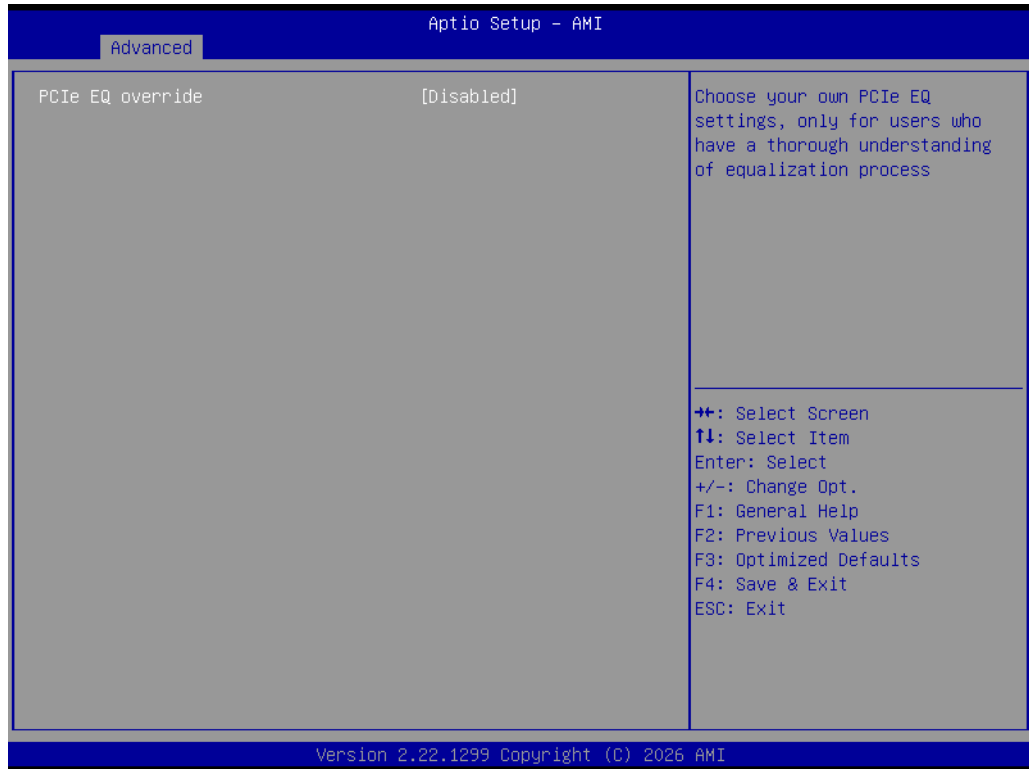 Aptio Setup – AMI
Advanced
PCIe EQ override [Disabled]
Choose your own PCIe EQ
settings, only for users who
have a thorough understanding
of equalization process
→←: Select Screen
↑↓: Select Item
Enter: Select
+/-: Change Opt.
F1: General Help
F2: Previous Values
F3: Optimized Defaults
F4: Save & Exit
ESC: Exit
Version 2.22.1299 Copyright (C) 2026 AMI